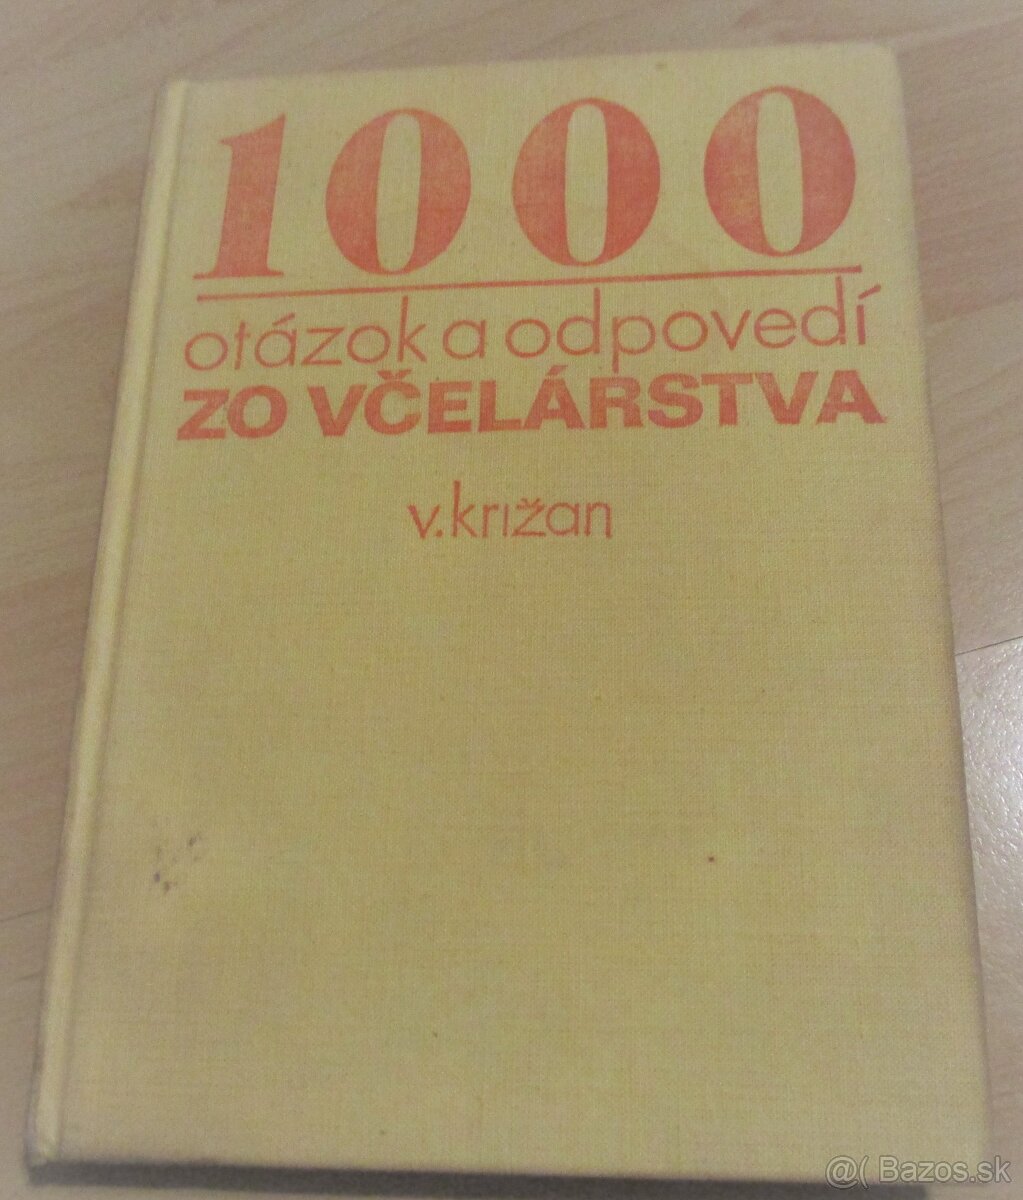 1000
otázok a odpovedí
ZO VČELÁRSTVA
v.križan
@( Bazos.sk